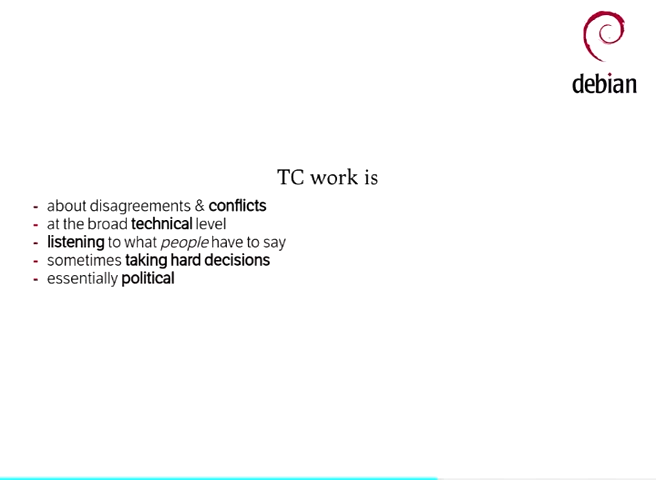 debian
TC work is
- about disagreements & conflicts
- at the broad technical level
- listening to what people have to say
- sometimes taking hard decisions
- essentially political